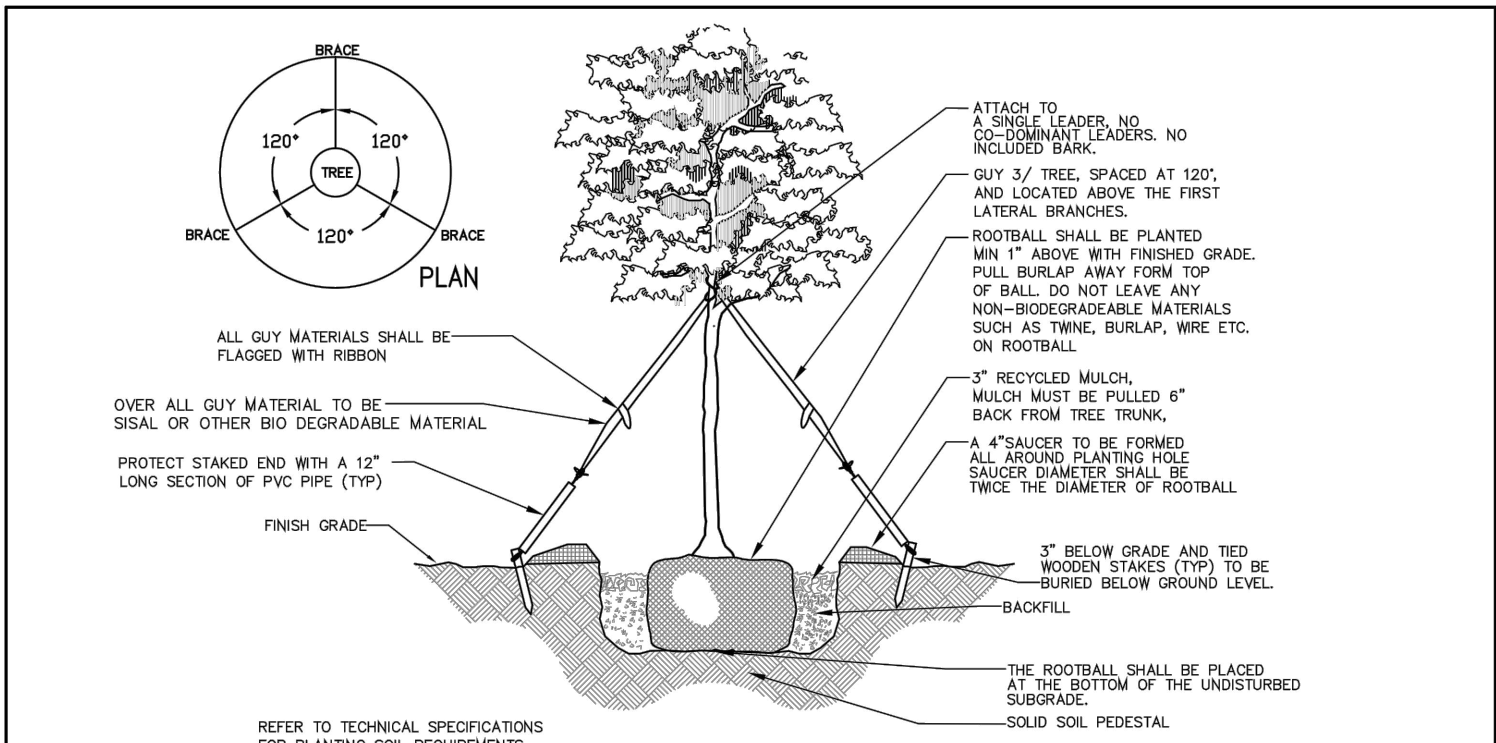 BRACE
120°
120°
TREE
120°
BRACE
BRACE
PLAN
ALL GUY MATERIALS SHALL BE
FLAGGED WITH RIBBON
OVER ALL GUY MATERIAL TO BE
SISAL OR OTHER BIO DEGRADABLE MATERIAL
PROTECT STAKED END WITH A 12"
LONG SECTION OF PVC PIPE (TYP)
FINISH GRADE
ATTACH TO
A SINGLE LEADER, NO
CO-DOMINANT LEADERS. NO
INCLUDED BARK.
GUY 3/ TREE, SPACED AT 120°,
AND LOCATED ABOVE THE FIRST
LATERAL BRANCHES.
ROOTBALL SHALL BE PLANTED
MIN 1" ABOVE WITH FINISHED GRADE.
PULL BURLAP AWAY FORM TOP
OF BALL. DO NOT LEAVE ANY
NON-BIODEGRADEABLE MATERIALS
SUCH AS TWINE, BURLAP, WIRE ETC.
ON ROOTBALL
3" RECYCLED MULCH,
MULCH MUST BE PULLED 6"
BACK FROM TREE TRUNK,
A 4"SAUCER TO BE FORMED
ALL AROUND PLANTING HOLE
SAUCER DIAMETER SHALL BE
TWICE THE DIAMETER OF ROOTBALL
3" BELOW GRADE AND TIED
WOODEN STAKES (TYP) TO BE
BURIED BELOW GROUND LEVEL.
BACKFILL
THE ROOTBALL SHALL BE PLACED
AT THE BOTTOM OF THE UNDISTURBED
SUBGRADE.
SOLID SOIL PEDESTAL
REFER TO TECHNICAL SPECIFICATIONS
FOR PLANTING SOIL REQUIREMENTS